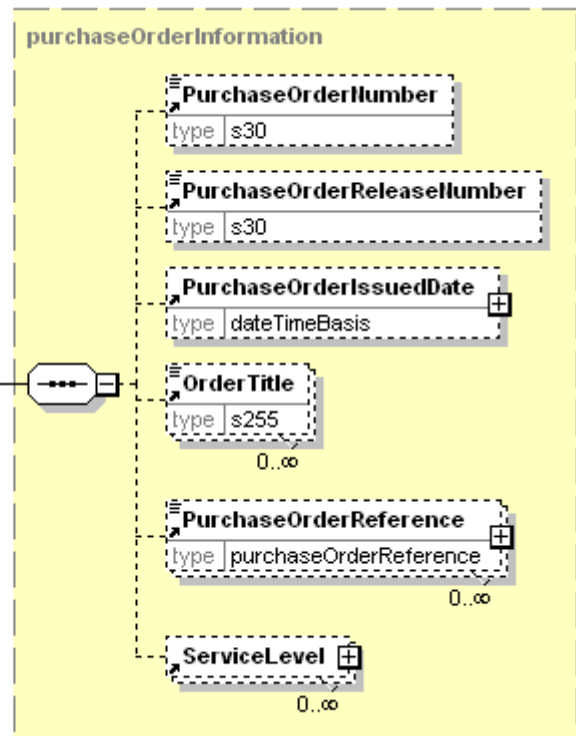 purchaseOrderInformation
PurchaseOrderNumber
type s30
PurchaseOrderReleaseNumber
type s30
PurchaseOrderIssuedDate
type dateTimeBasis
OrderTitle
type s255
0..∞
PurchaseOrderReference
type purchaseOrderReference
0..∞
ServiceLevel
0..∞